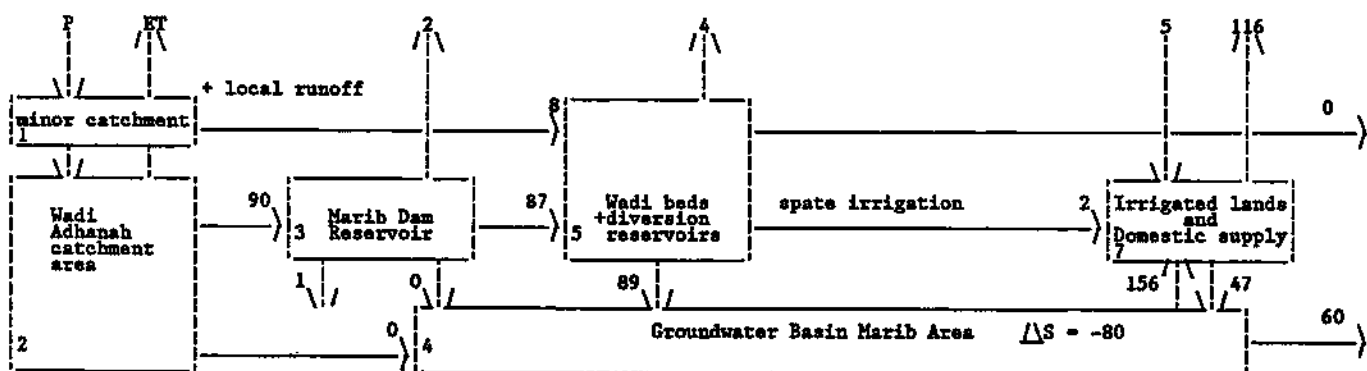 P ET 2 4 5 116
+ local runoff
minor catchment
1
8
0
Wadi
Adhanah
catchment
area
2
90
Marib Dam
3 Reservoir
87
Wadi beds
+diversion
5 reservoirs
spate irrigation
2
Irrigated lands
and
Domestic supply
7
1 0 89 156 47
0
4
Groundwater Basin Marib Area /\S = -80
60